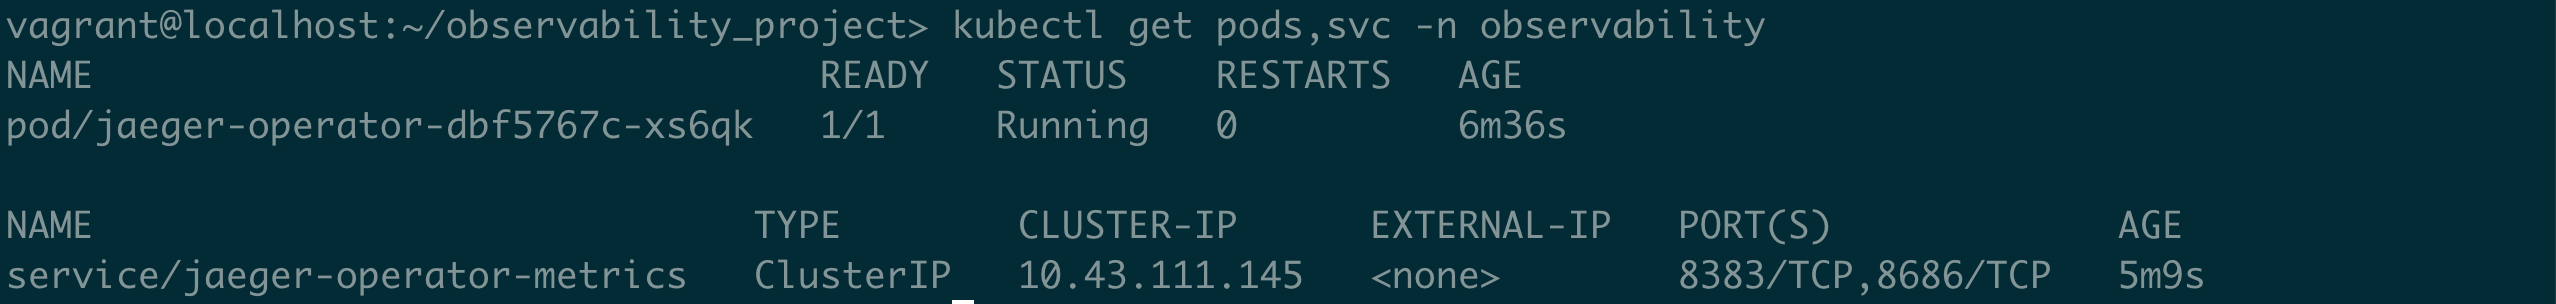 vagrant@localhost:~/observability_project> kubectl get pods,svc -n observability
NAME READY STATUS RESTARTS AGE
pod/jaeger-operator-dbf5767c-xs6qk 1/1 Running 0 6m36s
NAME TYPE CLUSTER-IP EXTERNAL-IP PORT(S) AGE
service/jaeger-operator-metrics ClusterIP 10.43.111.145 <none> 8383/TCP,8686/TCP 5m9s